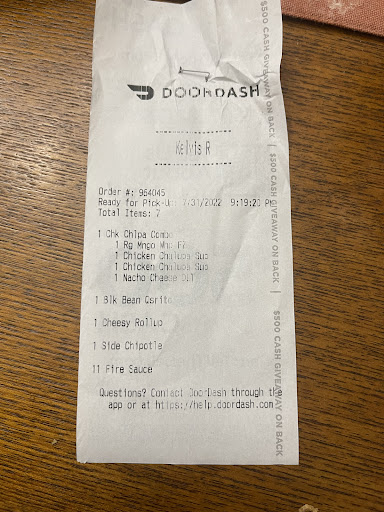 DOORDASH
Kelvis R
Order #: 964045
Ready for Pick-Up: 7/31/2022 9:19:20 P
Total Items: 7
1 Chk Chlpa Combo
1 Rg Mngo Whp FZ
1 Chicken Chalupa Sup
1 Chicken Chalupa Sup
1 Nacho Cheese DLT
1 Blk Bean Qsrito
1 Cheesy Rollup
1 Side Chipotle
11 Fire Sauce
Questions? Contact DoorDash through the
app or at https://help.doordash.com
$500 CASH GIVEAWAY ON BACK | $500 CASH GIVEAWAY ON BACK | $500 CASH GIVEAWAY ON BACK